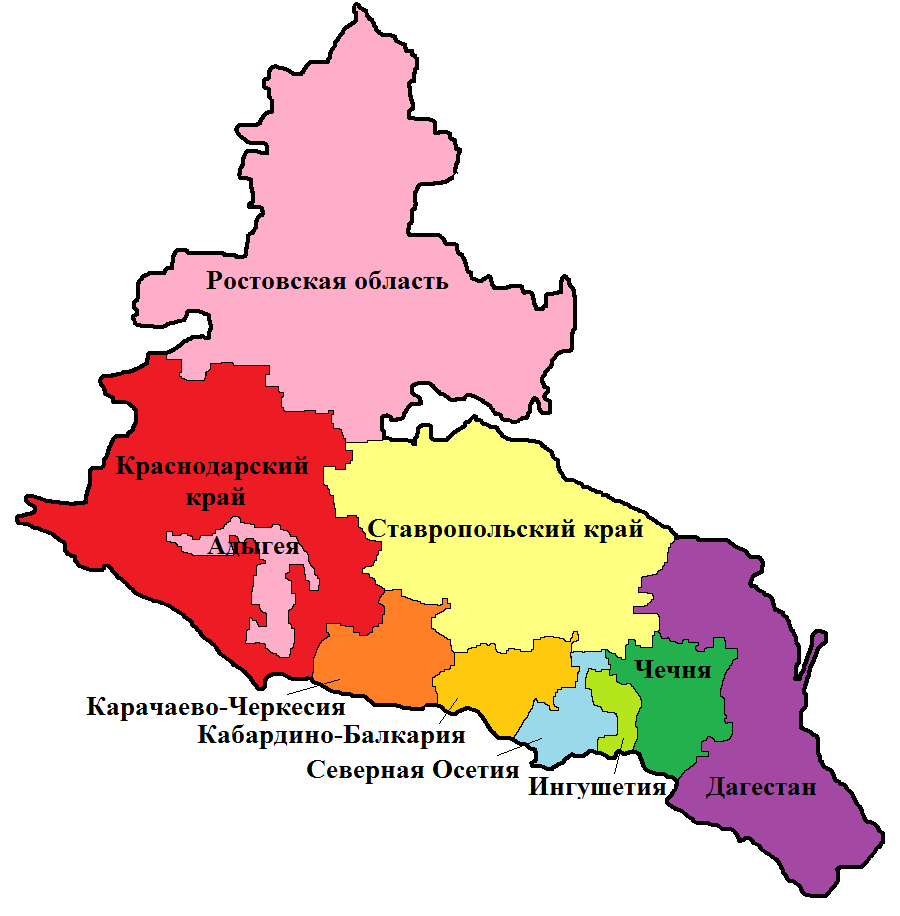 Ростовская область
Краснодарский
край
Ставропольский край
Адыгея
Чечня
Карачаево-Черкесия
Кабардино-Балкария
Северная Осетия
Ингушетия
Дагестан